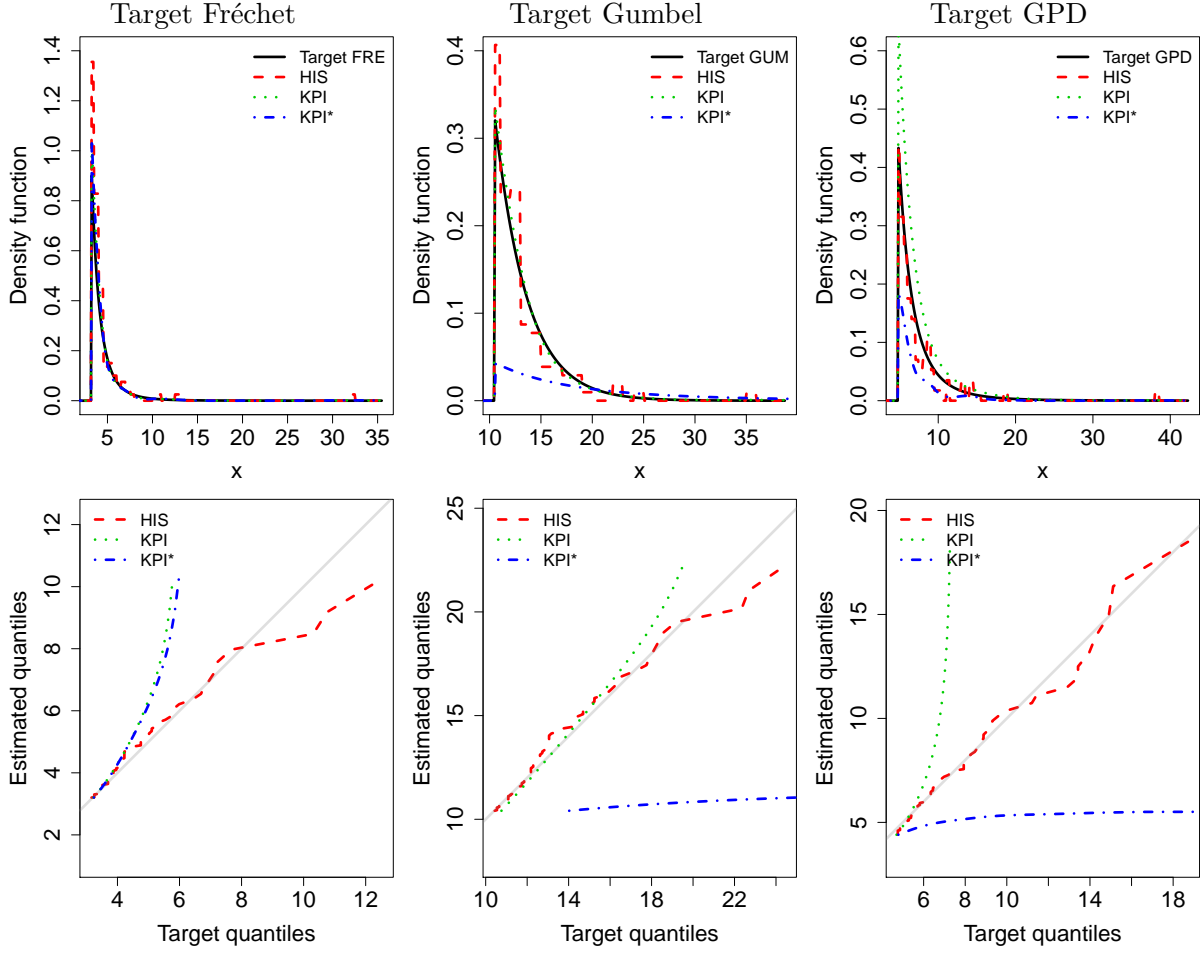 Target Fréchet
Target Gumbel
Target GPD
Density function
0.0 0.2 0.4 0.6 0.8 1.0 1.2 1.4
Target FRE
HIS
KPI
KPI*
5 10 15 20 25 30 35
x
Density function
0.0 0.1 0.2 0.3 0.4
Target GUM
HIS
KPI
KPI*
10 15 20 25 30 35
x
Density function
0.0 0.1 0.2 0.3 0.4 0.5 0.6
Target GPD
HIS
KPI
KPI*
10 20 30 40
x
Estimated quantiles
2 4 6 8 10 12
HIS
KPI
KPI*
4 6 8 10 12
Target quantiles
Estimated quantiles
10 15 20 25
HIS
KPI
KPI*
10 14 18 22
Target quantiles
Estimated quantiles
5 10 15 20
HIS
KPI
KPI*
6 8 10 14 18
Target quantiles